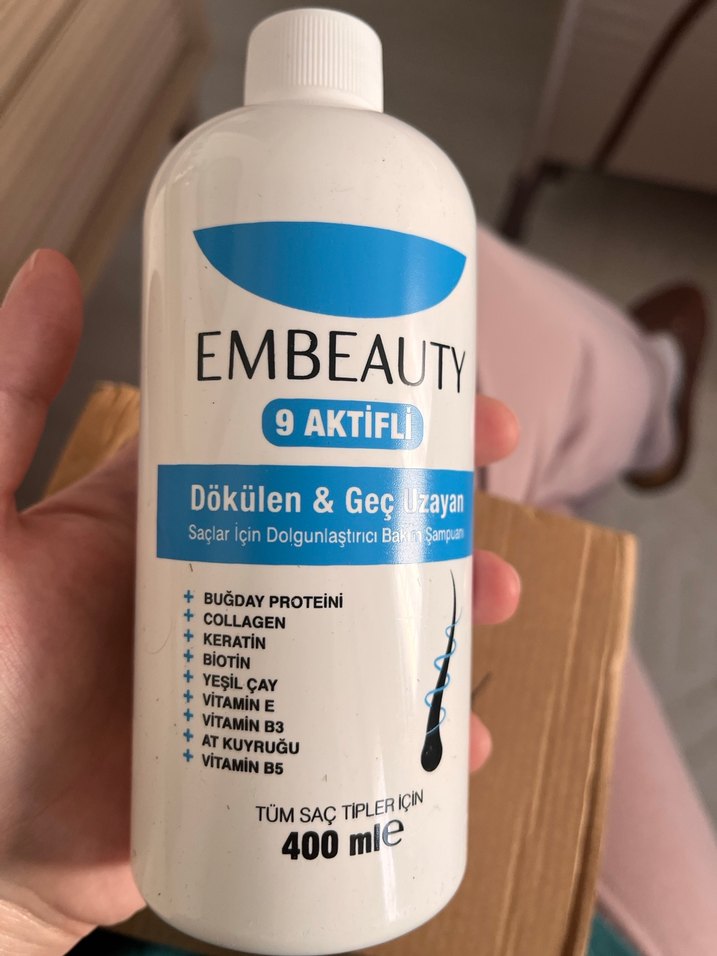 EMBEAUTY
9 AKTİFLİ
Dökülen & Geç Uzayan
Saçlar İçin Dolgunlaştırıcı Bakım Şampuanı
+ BUĞDAY PROTEİNİ
+ COLLAGEN
+ KERATİN
+ BİOTİN
+ YEŞİL ÇAY
+ VİTAMİN E
+ VİTAMİN B3
+ AT KUYRUĞU
+ VİTAMİN B5
TÜM SAÇ TİPLER İÇİN
400 ml℮